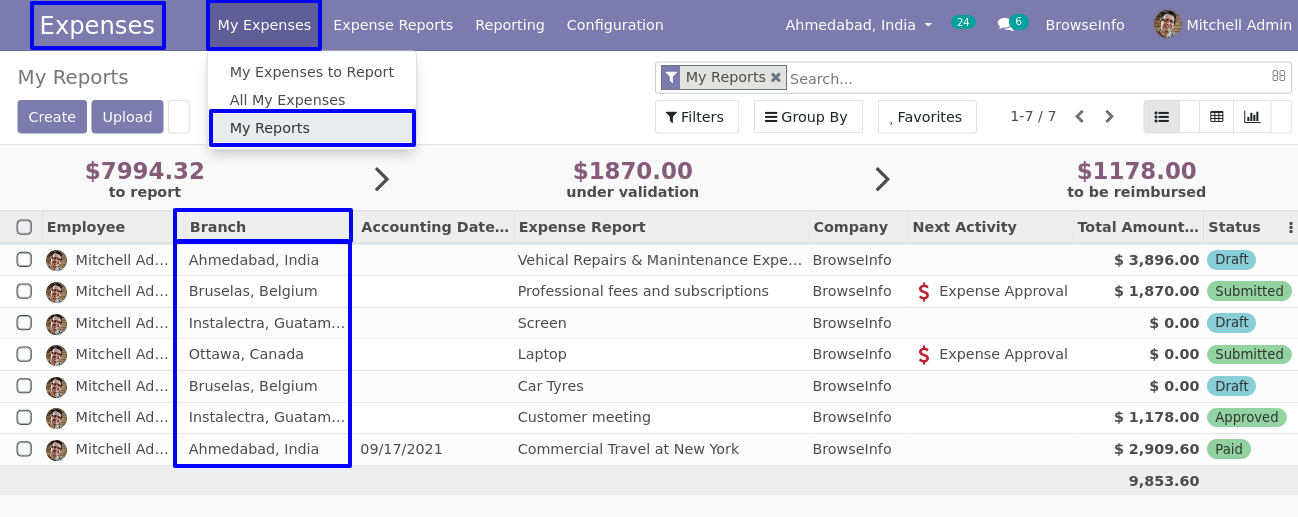 Expenses My Expenses Expense Reports Reporting Configuration Ahmedabad, India 24 6 BrowseInfo Mitchell Admin
My Expenses to Report
All My Expenses
My Reports
My Reports
My Reports Search...
Create Upload
Filters Group By Favorites 1-7 / 7
$7994.32 $1870.00 $1178.00
to report under validation to be reimbursed
Employee Branch Accounting Date... Expense Report Company Next Activity Total Amount... Status
Mitchell Ad... Ahmedabad, India Vehical Repairs & Manintenance Expe... BrowseInfo $ 3,896.00 Draft
Mitchell Ad... Bruselas, Belgium Professional fees and subscriptions BrowseInfo $ Expense Approval $ 1,870.00 Submitted
Mitchell Ad... Instalectra, Guatam... Screen BrowseInfo $ 0.00 Draft
Mitchell Ad... Ottawa, Canada Laptop BrowseInfo $ Expense Approval $ 0.00 Submitted
Mitchell Ad... Bruselas, Belgium Car Tyres BrowseInfo $ 0.00 Draft
Mitchell Ad... Instalectra, Guatam... Customer meeting BrowseInfo $ 1,178.00 Approved
Mitchell Ad... Ahmedabad, India 09/17/2021 Commercial Travel at New York BrowseInfo $ 2,909.60 Paid
9,853.60